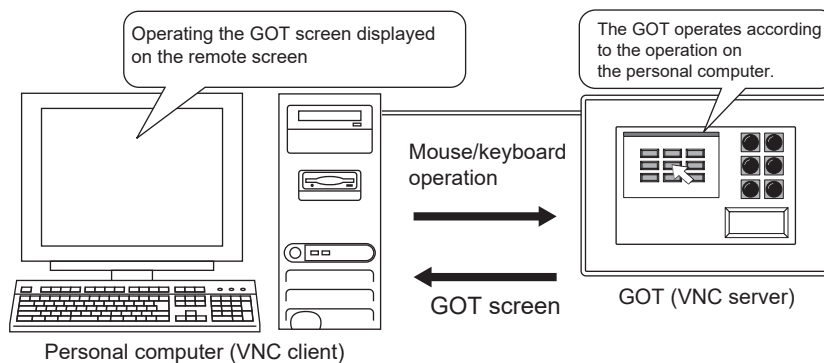 Operating the GOT screen displayed
on the remote screen
The GOT operates according
to the operation on
the personal computer.
Mouse/keyboard
operation
GOT screen
GOT (VNC server)
Personal computer (VNC client)